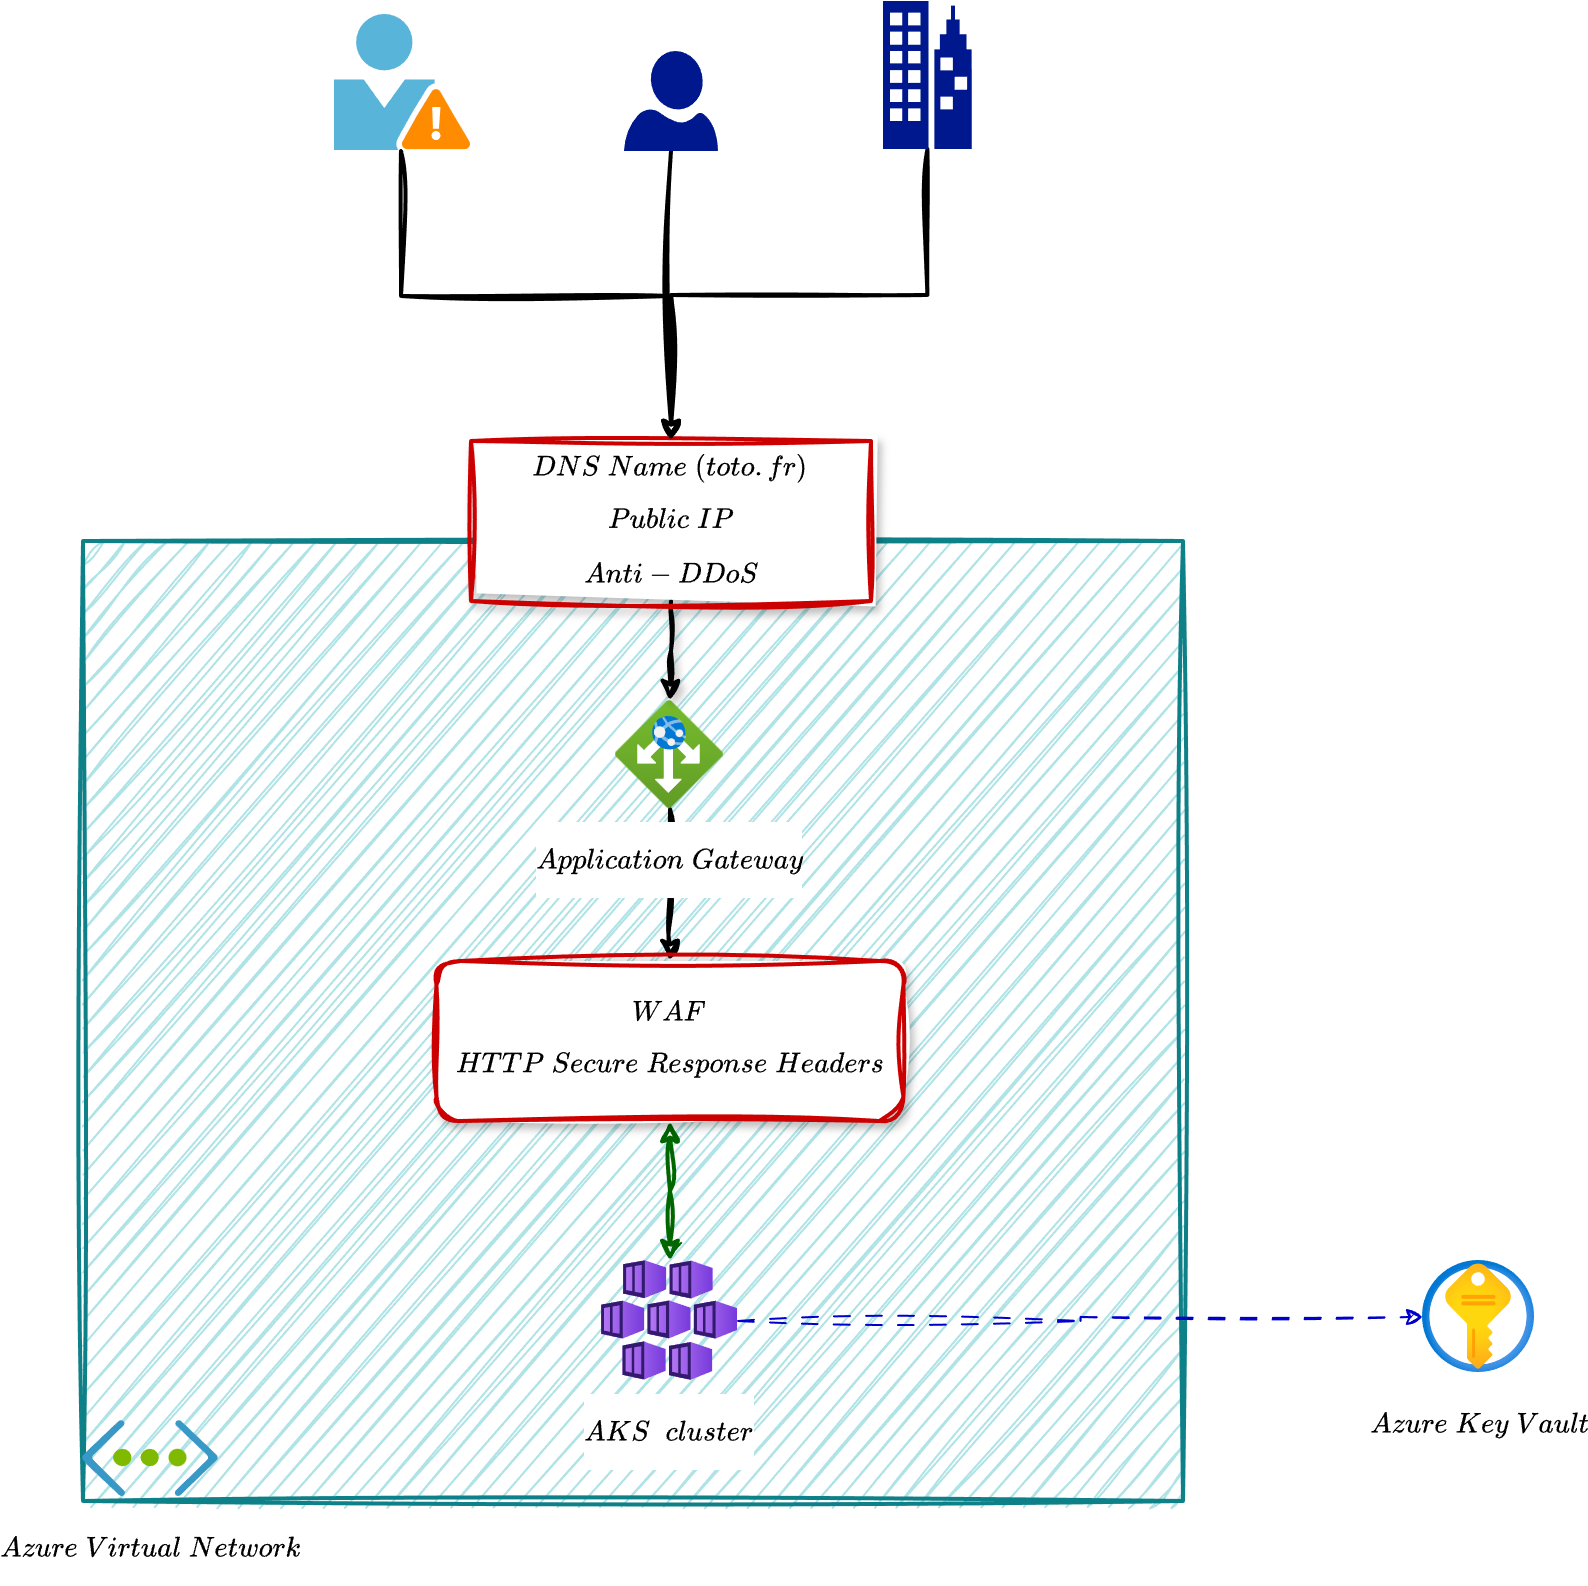 DNS Name (toto.fr)
Public IP
Anti-DDoS
Application Gateway
WAF
HTTP Secure Response Headers
AKS cluster
Azure Key Vault
Azure Virtual Network